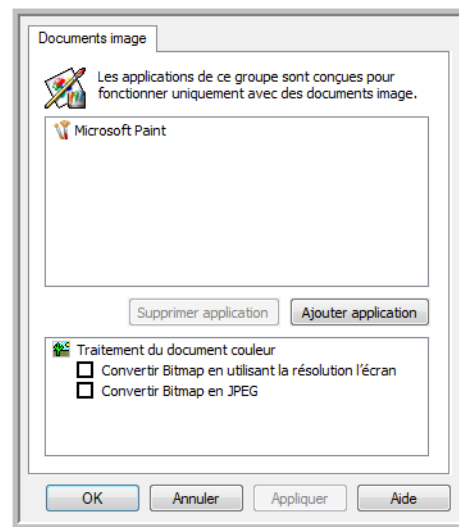 Documents image
Les applications de ce groupe sont conçues pour
fonctionner uniquement avec des documents image.
Microsoft Paint
Supprimer application
Ajouter application
Traitement du document couleur
Convertir Bitmap en utilisant la résolution l'écran
Convertir Bitmap en JPEG
OK
Annuler
Appliquer
Aide